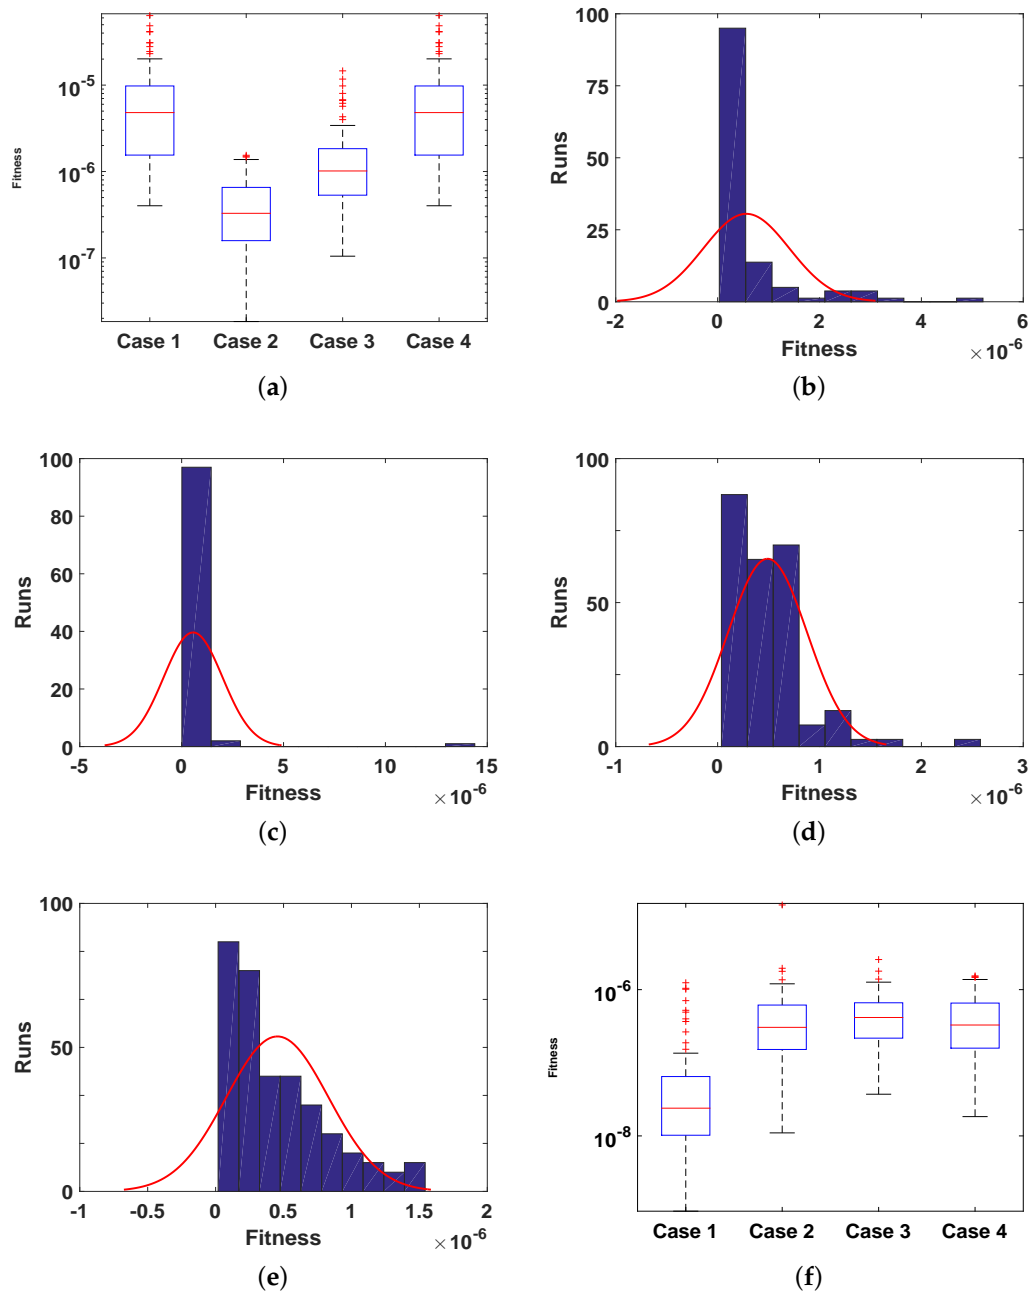 Fitness
10^-5
10^-6
10^-7
Case 1 Case 2 Case 3 Case 4
(a)
Runs
100
75
50
25
0
-2 0 2 4 6
Fitness
×10^-6
(b)
Runs
100
80
60
40
20
0
-5 0 5 10 15
Fitness
×10^-6
(c)
Runs
100
50
0
-1 0 1 2 3
Fitness
×10^-6
(d)
Runs
100
50
0
-1 -0.5 0 0.5 1 1.5 2
Fitness
×10^-6
(e)
Fitness
10^-6
10^-8
Case 1 Case 2 Case 3 Case 4
(f)